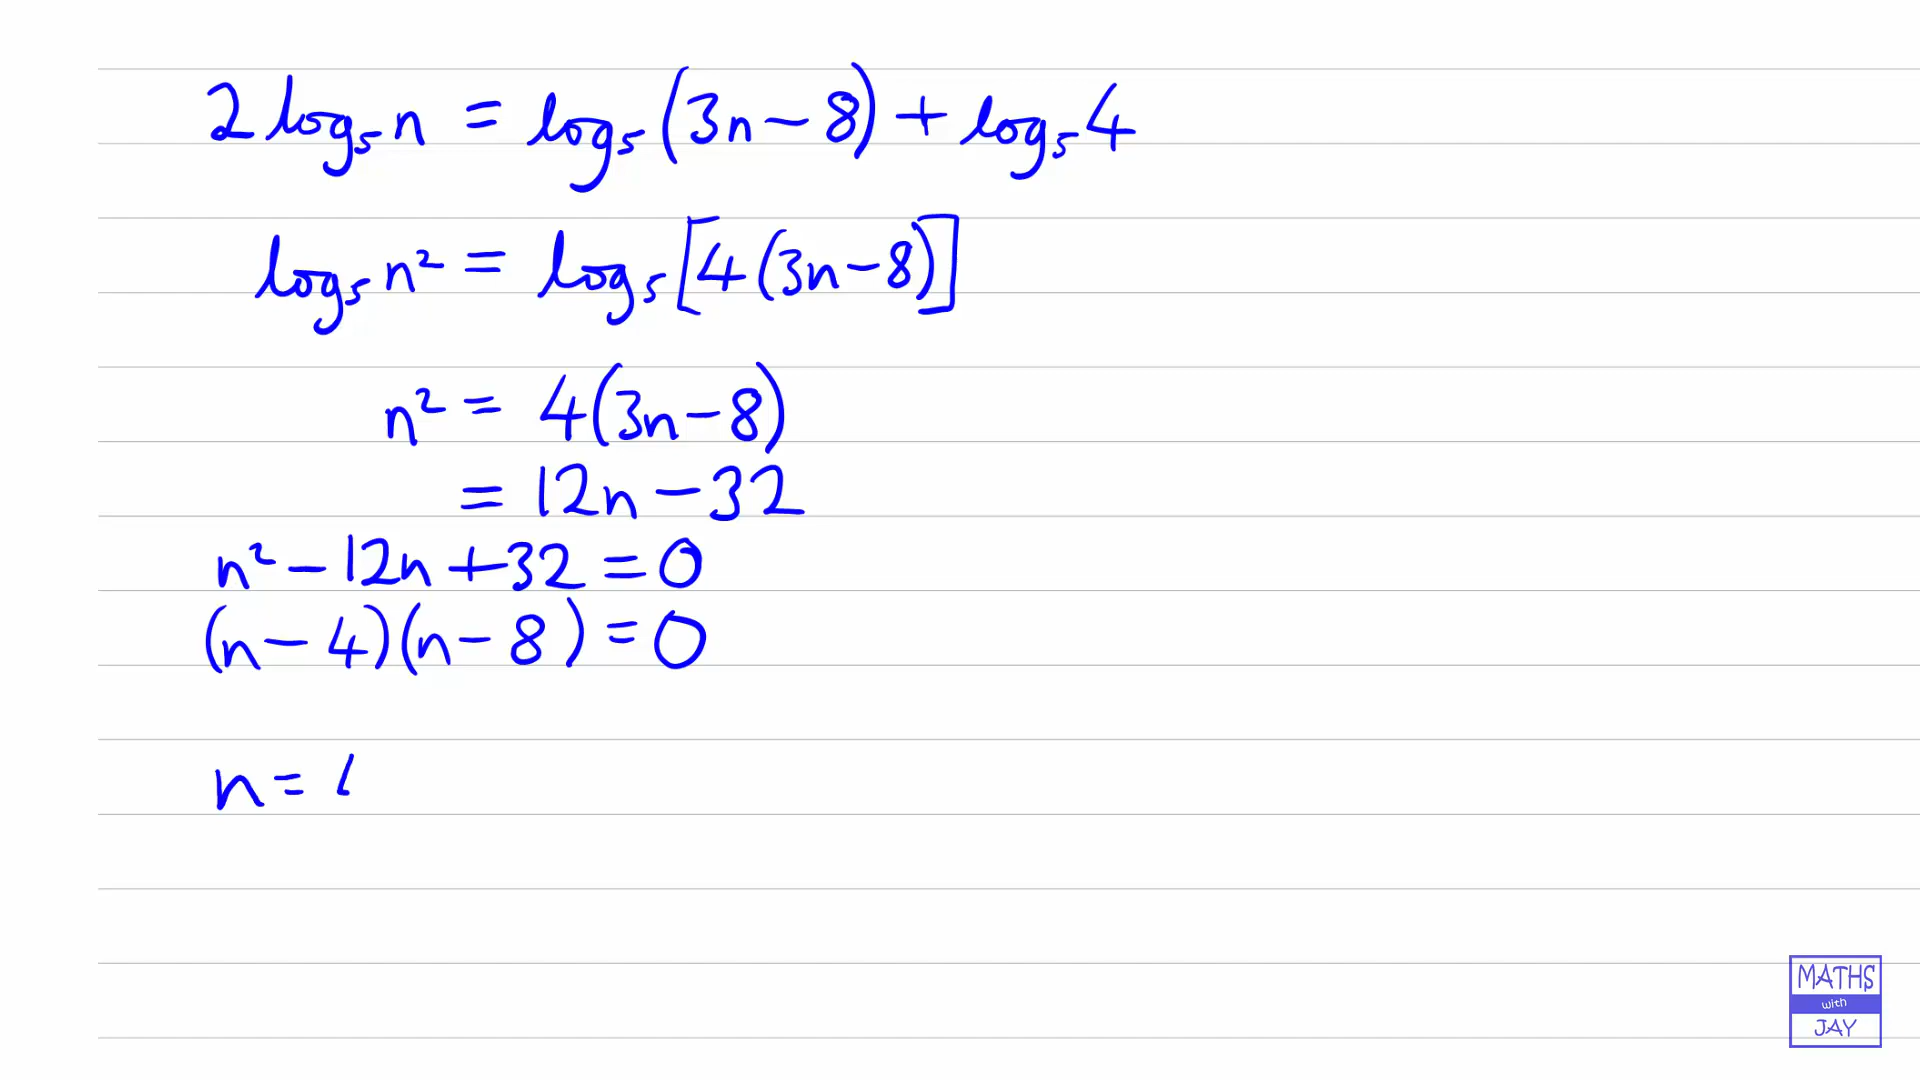 2 log₅ n = log₅ (3n − 8) + log₅ 4
log₅ n² = log₅ [4(3n − 8)]
n² = 4(3n − 8)
= 12n − 32
n² − 12n + 32 = 0
(n − 4)(n − 8) = 0
n =
MATHS
with
JAY